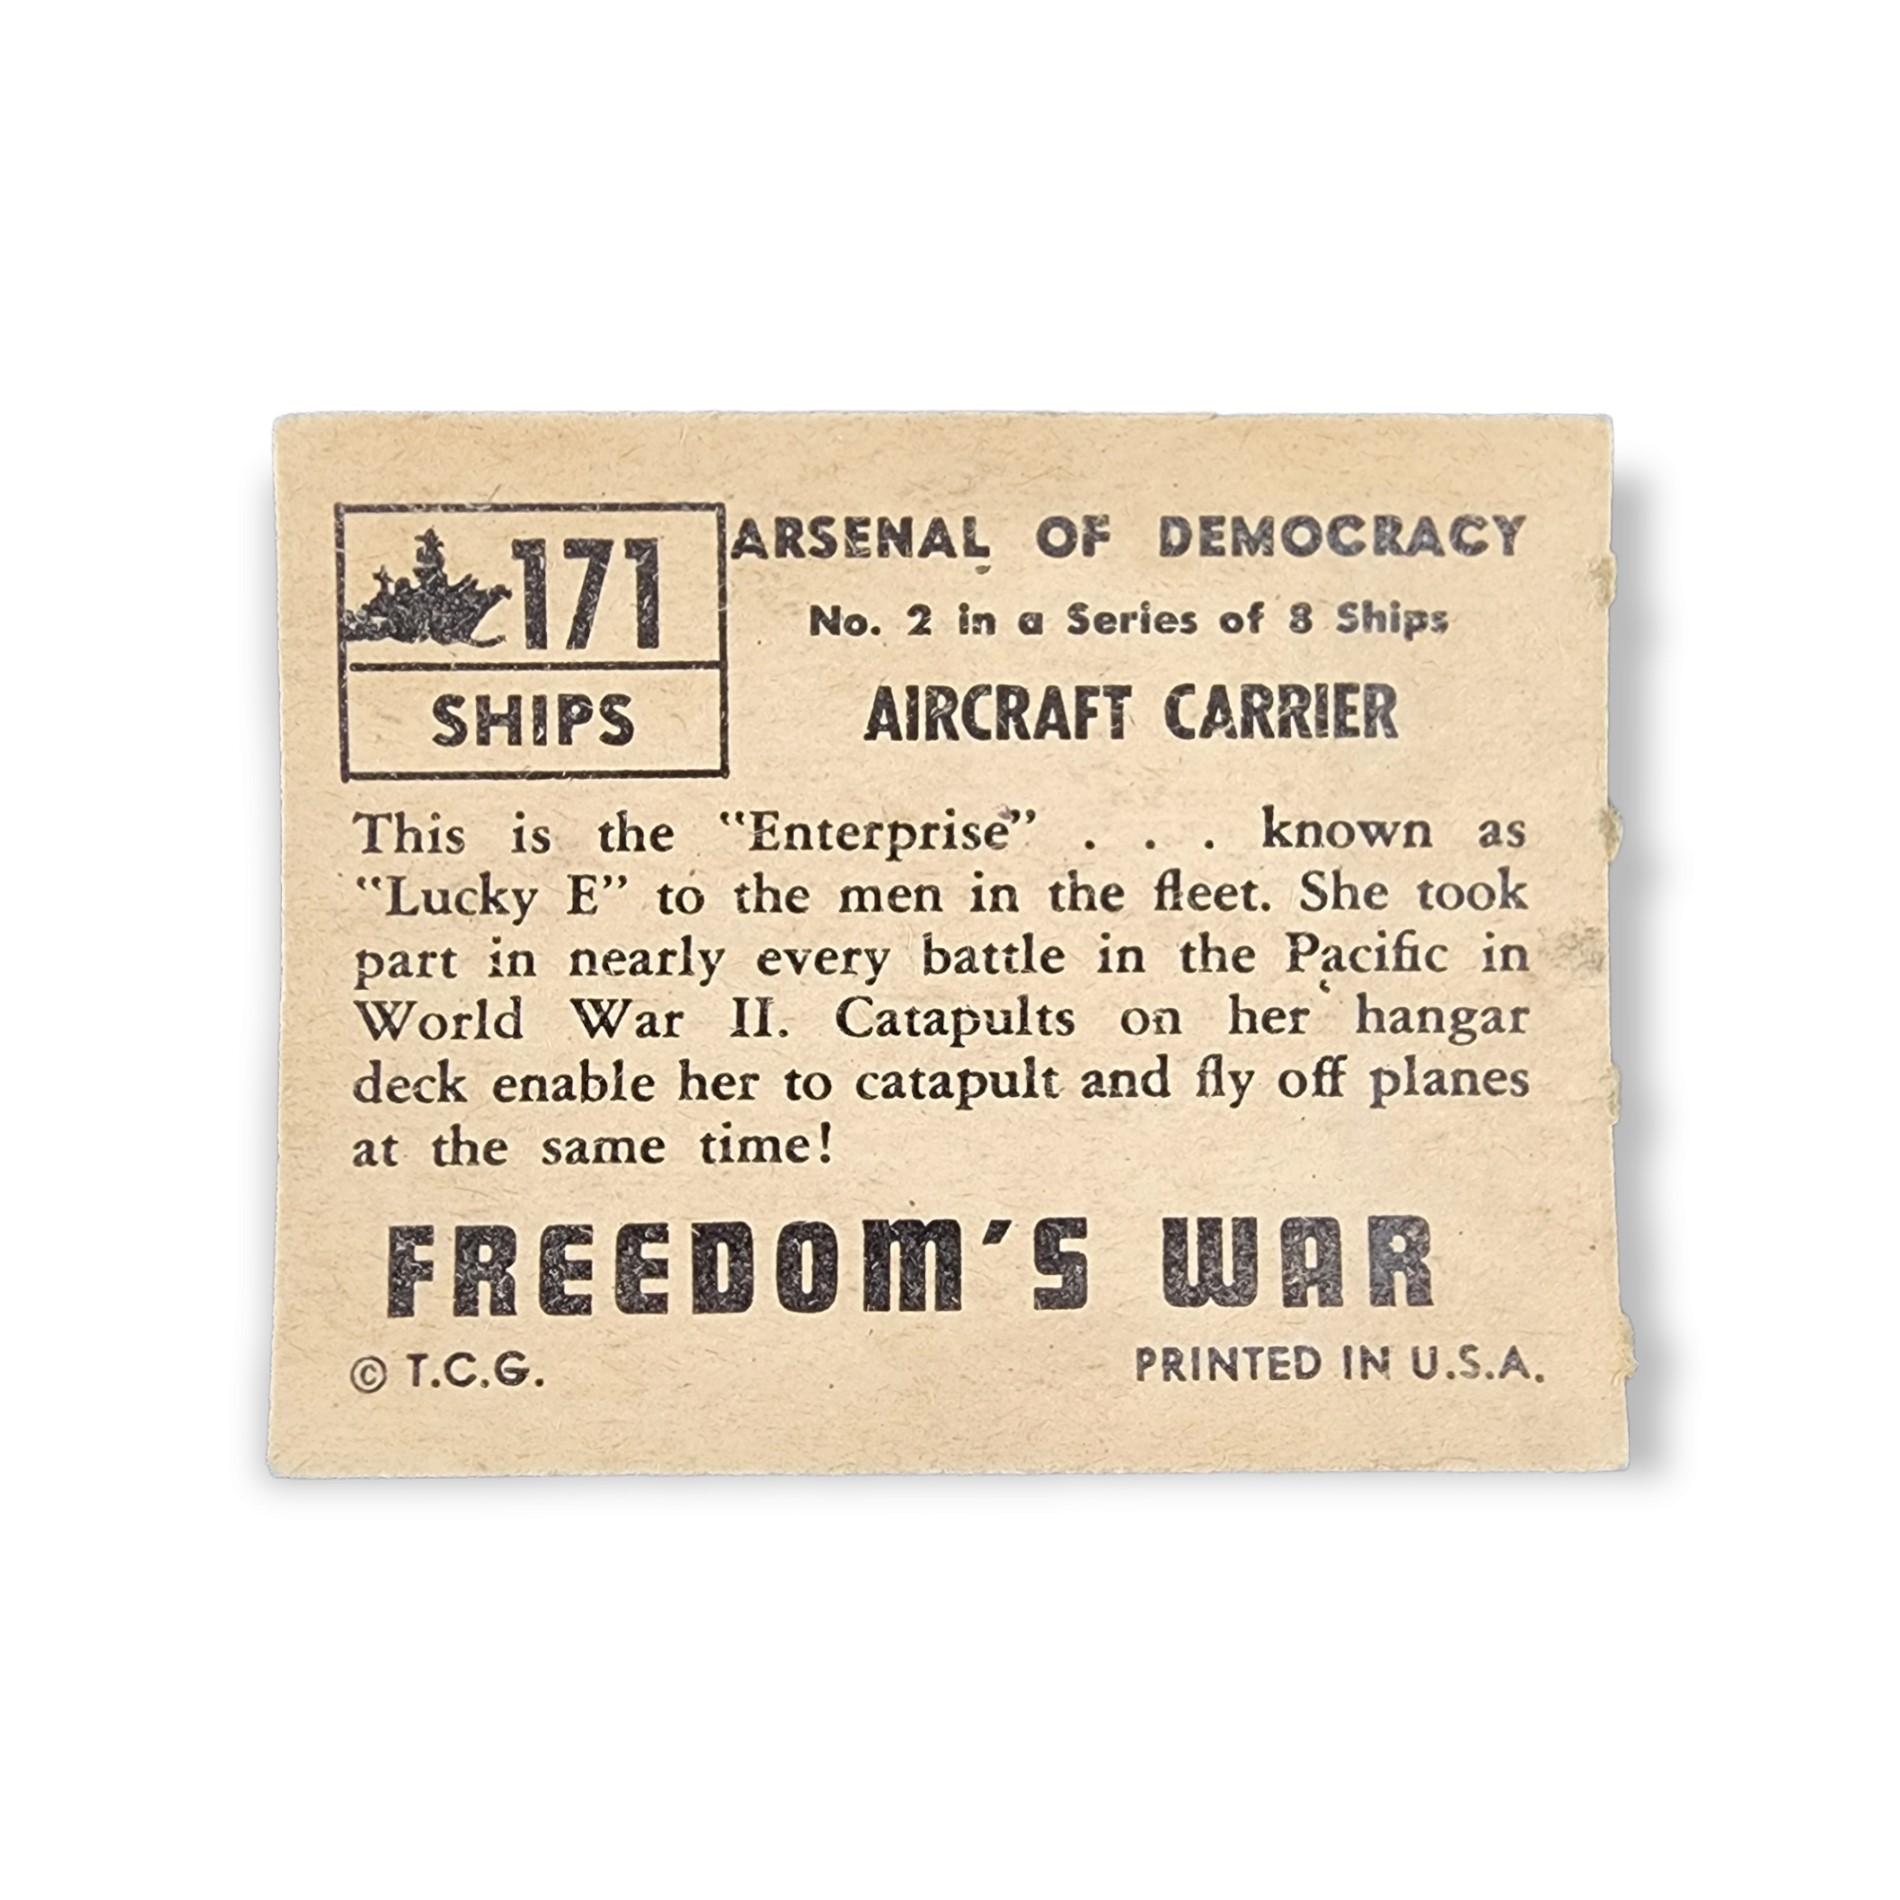 171
SHIPS
ARSENAL OF DEMOCRACY
No. 2 in a Series of 8 Ships
AIRCRAFT CARRIER
This is the “Enterprise” . . . known as
“Lucky E” to the men in the fleet. She took
part in nearly every battle in the Pacific in
World War II. Catapults on her hangar
deck enable her to catapult and fly off planes
at the same time!
FREEDOM'S WAR
© T.C.G.
PRINTED IN U.S.A.